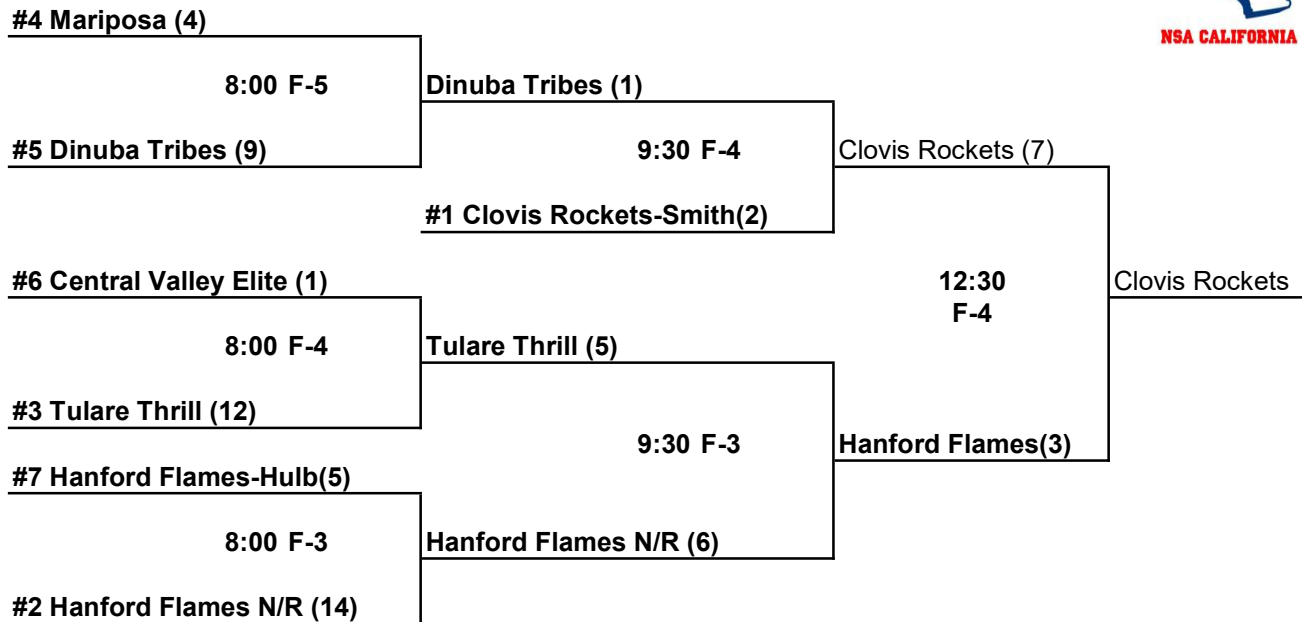 #4 Mariposa (4)
NSA CALIFORNIA
8:00 F-5
Dinuba Tribes (1)
#5 Dinuba Tribes (9)
9:30 F-4
Clovis Rockets (7)
#1 Clovis Rockets-Smith(2)
#6 Central Valley Elite (1)
12:30
F-4
Clovis Rockets
8:00 F-4
Tulare Thrill (5)
#3 Tulare Thrill (12)
9:30 F-3
Hanford Flames(3)
#7 Hanford Flames-Hulb(5)
8:00 F-3
Hanford Flames N/R (6)
#2 Hanford Flames N/R (14)